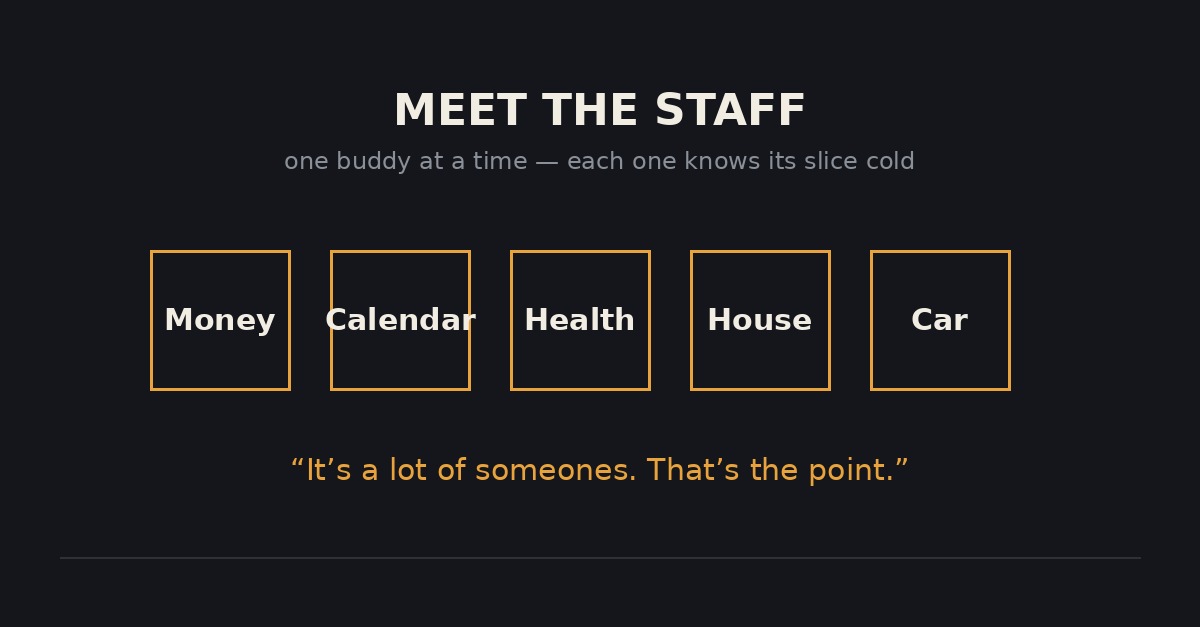 MEET THE STAFF
one buddy at a time — each one knows its slice cold
Money Calendar Health House Car
“It’s a lot of someones. That’s the point.”